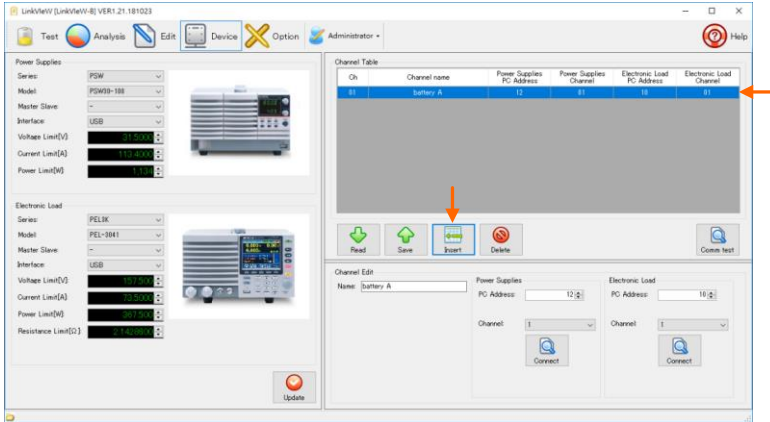 LinkVIeW [LinkVIeW-B] VER1.21.181023
Test Analysis Edit Device Option Administrator Help
Power Supplies
Series: PSW
Model: PSW30-108
Master Slave: -
Interface: USB
Voltage Limit[V]: 31.5000
Current Limit[A]: 113.4000
Power Limit[W]: 1,134
Electronic Load
Series: PEL3K
Model: PEL-3041
Master Slave: -
Interface: USB
Voltage Limit[V]: 157.500
Current Limit[A]: 73.5000
Power Limit[W]: 367.500
Resistance Limit[Ω]: 2.1428600
Update
Channel Table
Ch Channel name Power Supplies PC Address Power Supplies Channel Electronic Load PC Address Electronic Load Channel
01 battery A 12 01 10 01
Read Save Insert Delete Comm test
Channel Edit
Name: battery A
Power Supplies
PC Address: 12
Channel: 1
Connect
Electronic Load
PC Address: 10
Channel: 1
Connect